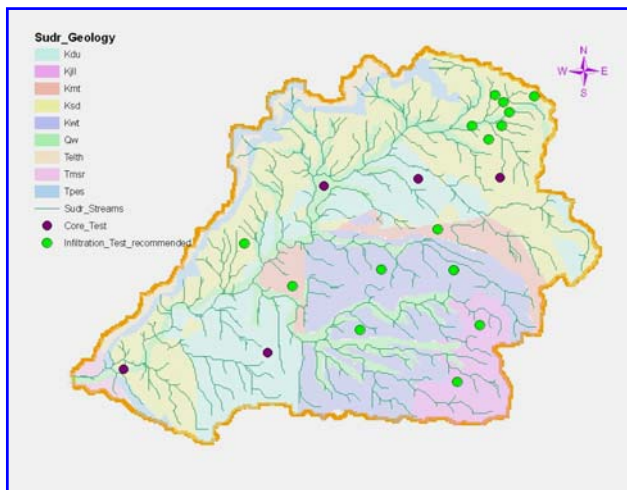 Sudr_Geology
Kdu
Kjll
Kmt
Ksd
Kwt
Qw
Telth
Tmsr
Tpes
Sudr_Streams
Core_Test
Infiltration_Test_recommended
N
W E
S